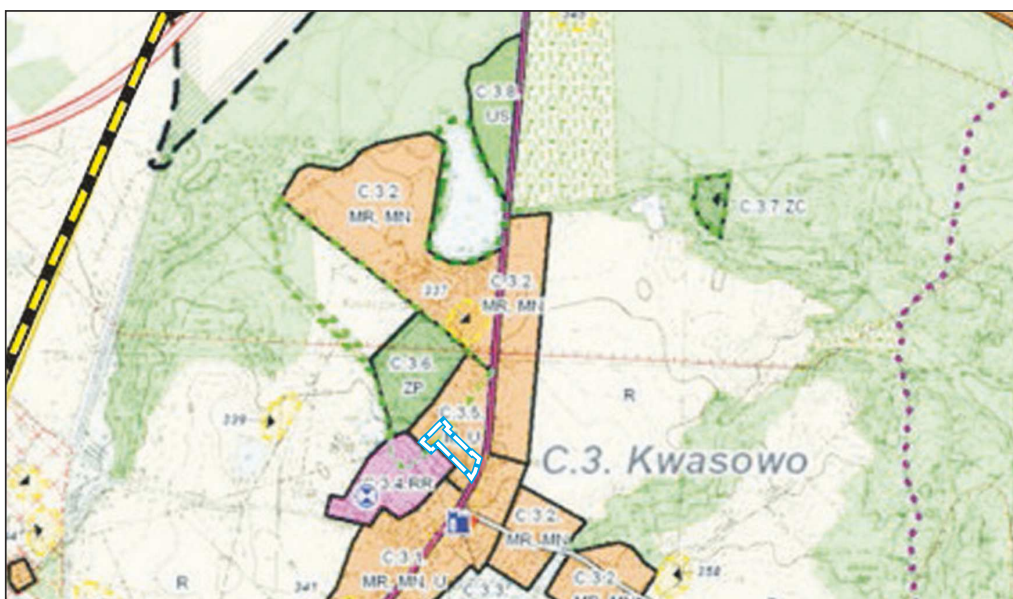 C.3.8
US
C.3.2
MR, MN
C.3.7 ZC
C.3.2
MR, MN
337
C.3.6
ZP
R
339
C.3.5
C.3. Kwasowo
C.3.4 RR
C.3.2
MR, MN
C.3.1
MR, MN, U
C.3.3
C.3.2
358
R
341